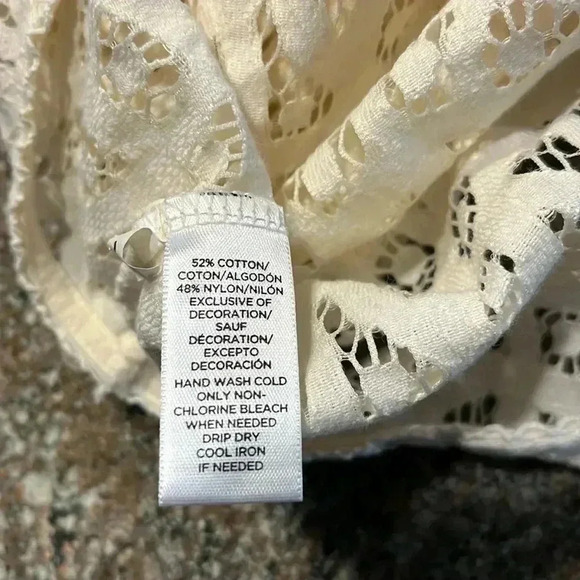 52% COTTON/
COTON/ALGODÓN
48% NYLON/NILÓN
EXCLUSIVE OF
DECORATION/
SAUF
DÉCORATION/
EXCEPTO
DECORACIÓN
HAND WASH COLD
ONLY NON-
CHLORINE BLEACH
WHEN NEEDED
DRIP DRY
COOL IRON
IF NEEDED